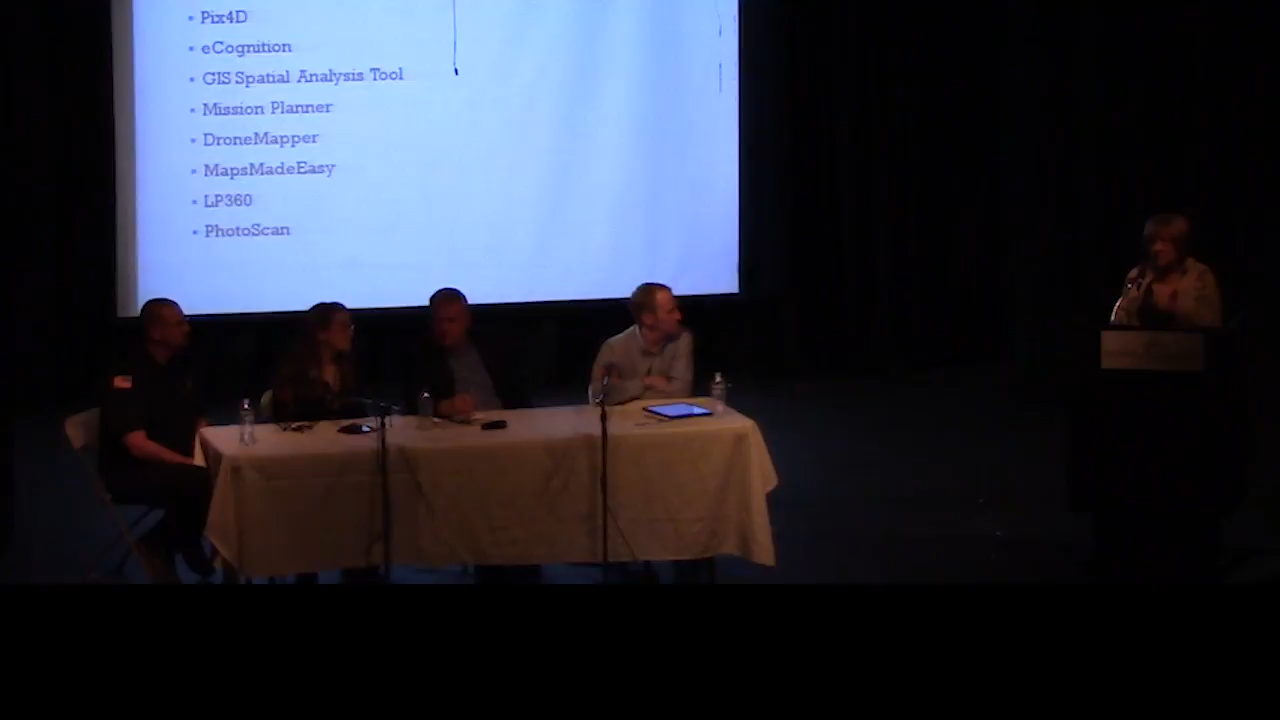 • Pix4D
• eCognition
• GIS Spatial Analysis Tool
• Mission Planner
• DroneMapper
• MapsMadeEasy
• LP360
• PhotoScan